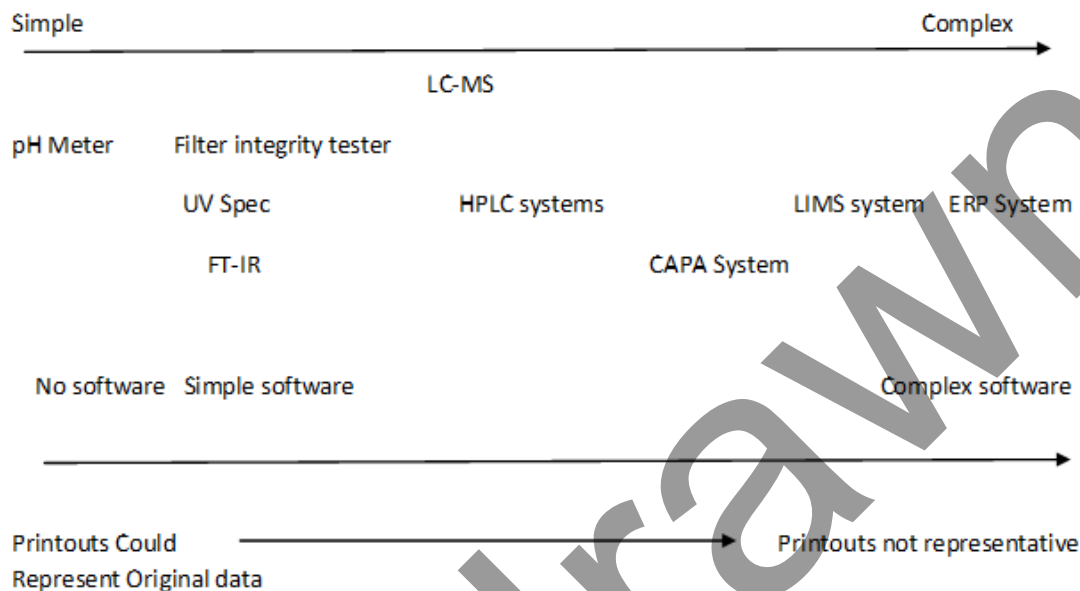 Simple Complex
LC-MS
pH Meter Filter integrity tester
UV Spec HPLC systems LIMS system ERP System
FT-IR CAPA System
No software Simple software Complex software
Printouts Could Printouts not representative
Represent Original data
drawn